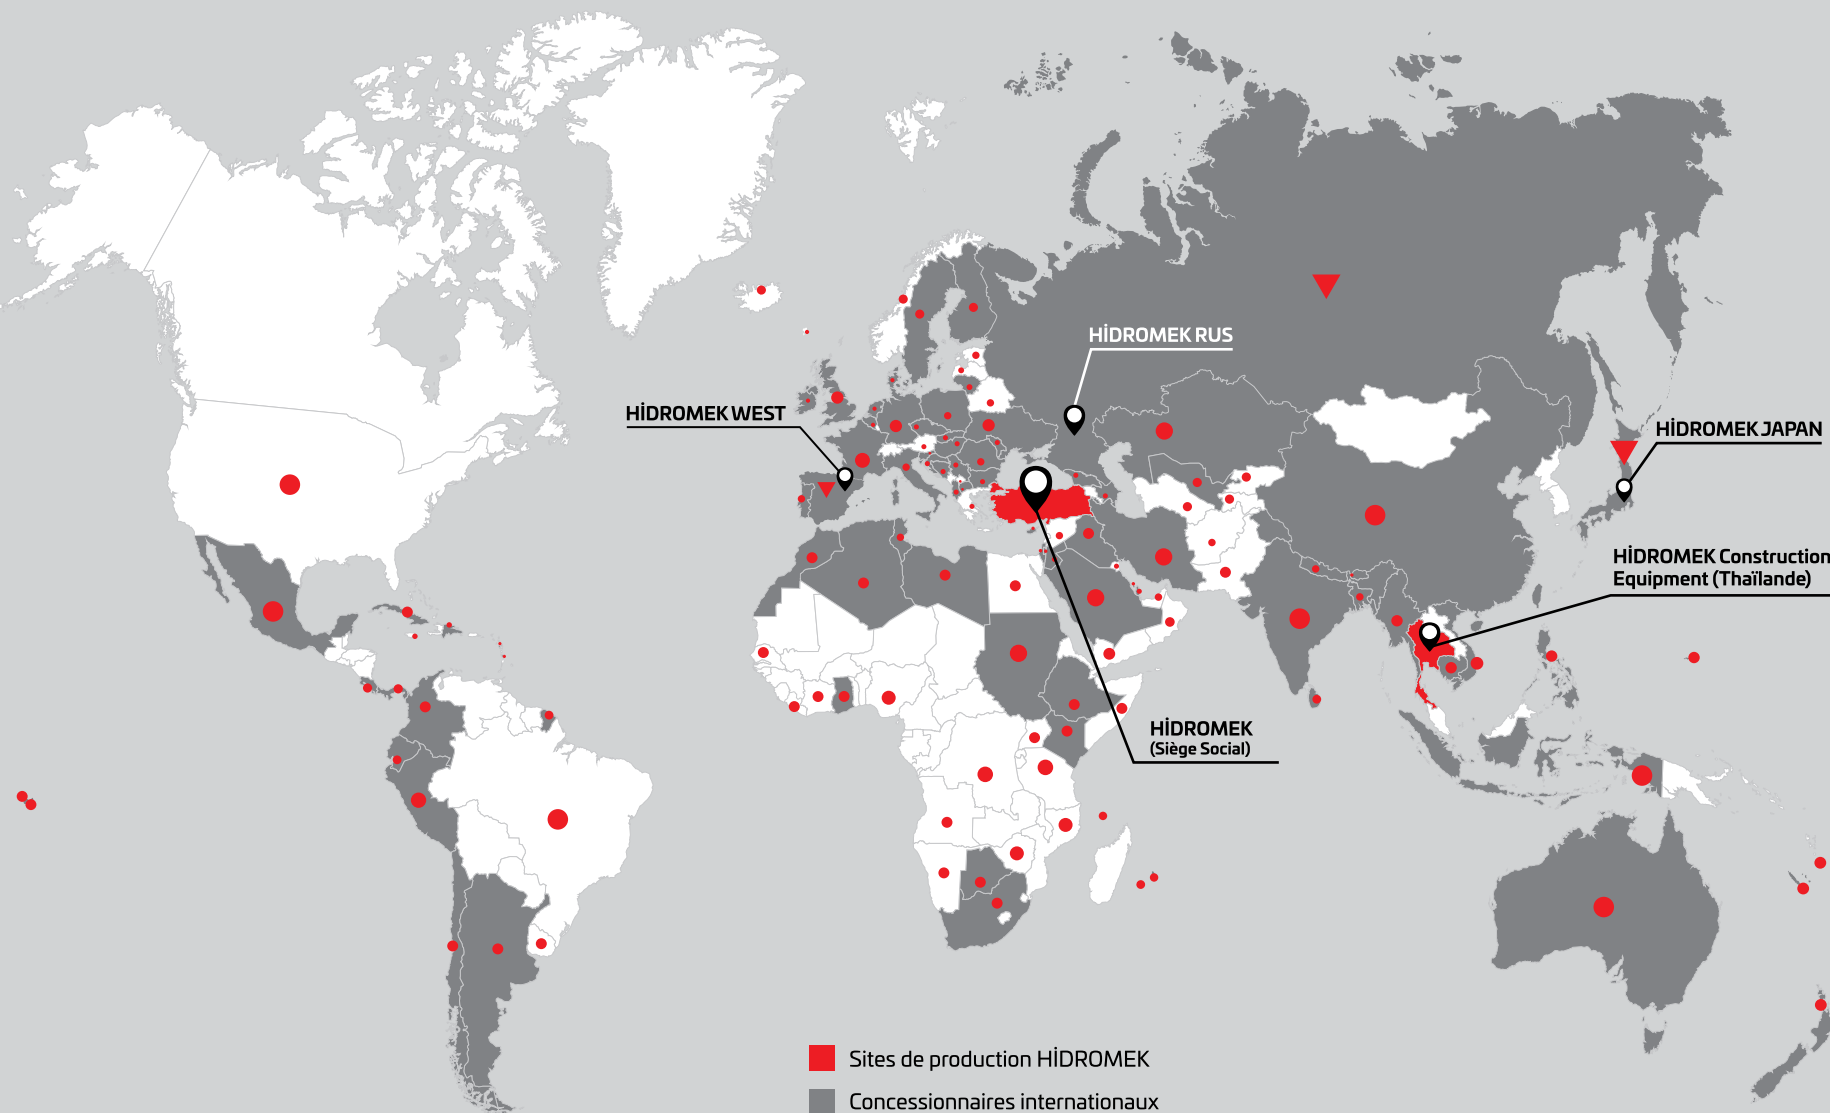 HİDROMEK RUS
HİDROMEK WEST
HİDROMEK JAPAN
HİDROMEK Construction
Equipment (Thaïlande)
HİDROMEK
(Siège Social)
Sites de production HİDROMEK
Concessionnaires internationaux